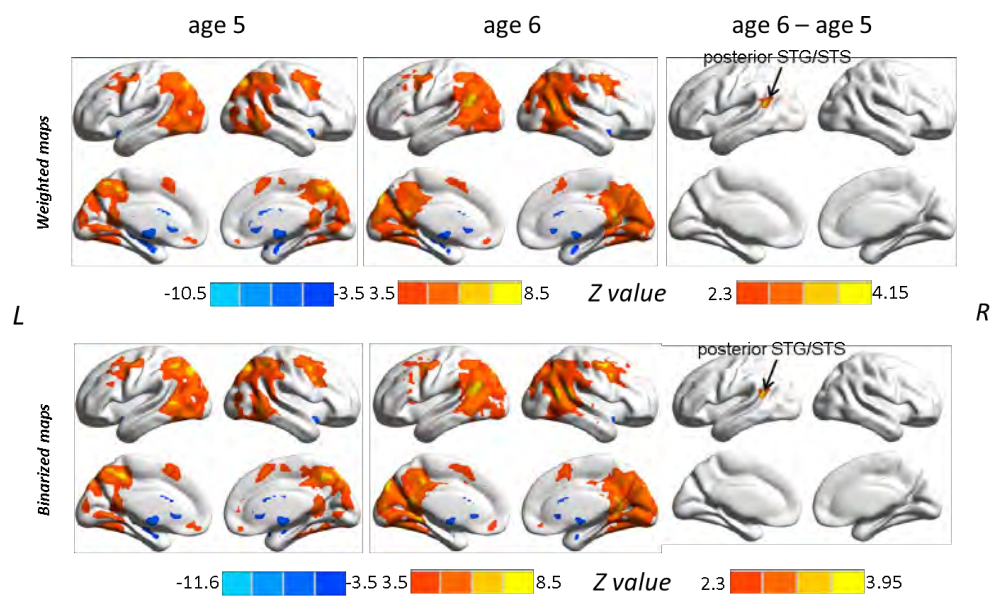 age 5
age 6
age 6 – age 5
posterior STG/STS
Weighted maps
-10.5
-3.5
3.5
8.5
Z value
2.3
4.15
L
R
posterior STG/STS
Binarized maps
-11.6
-3.5
3.5
8.5
Z value
2.3
3.95